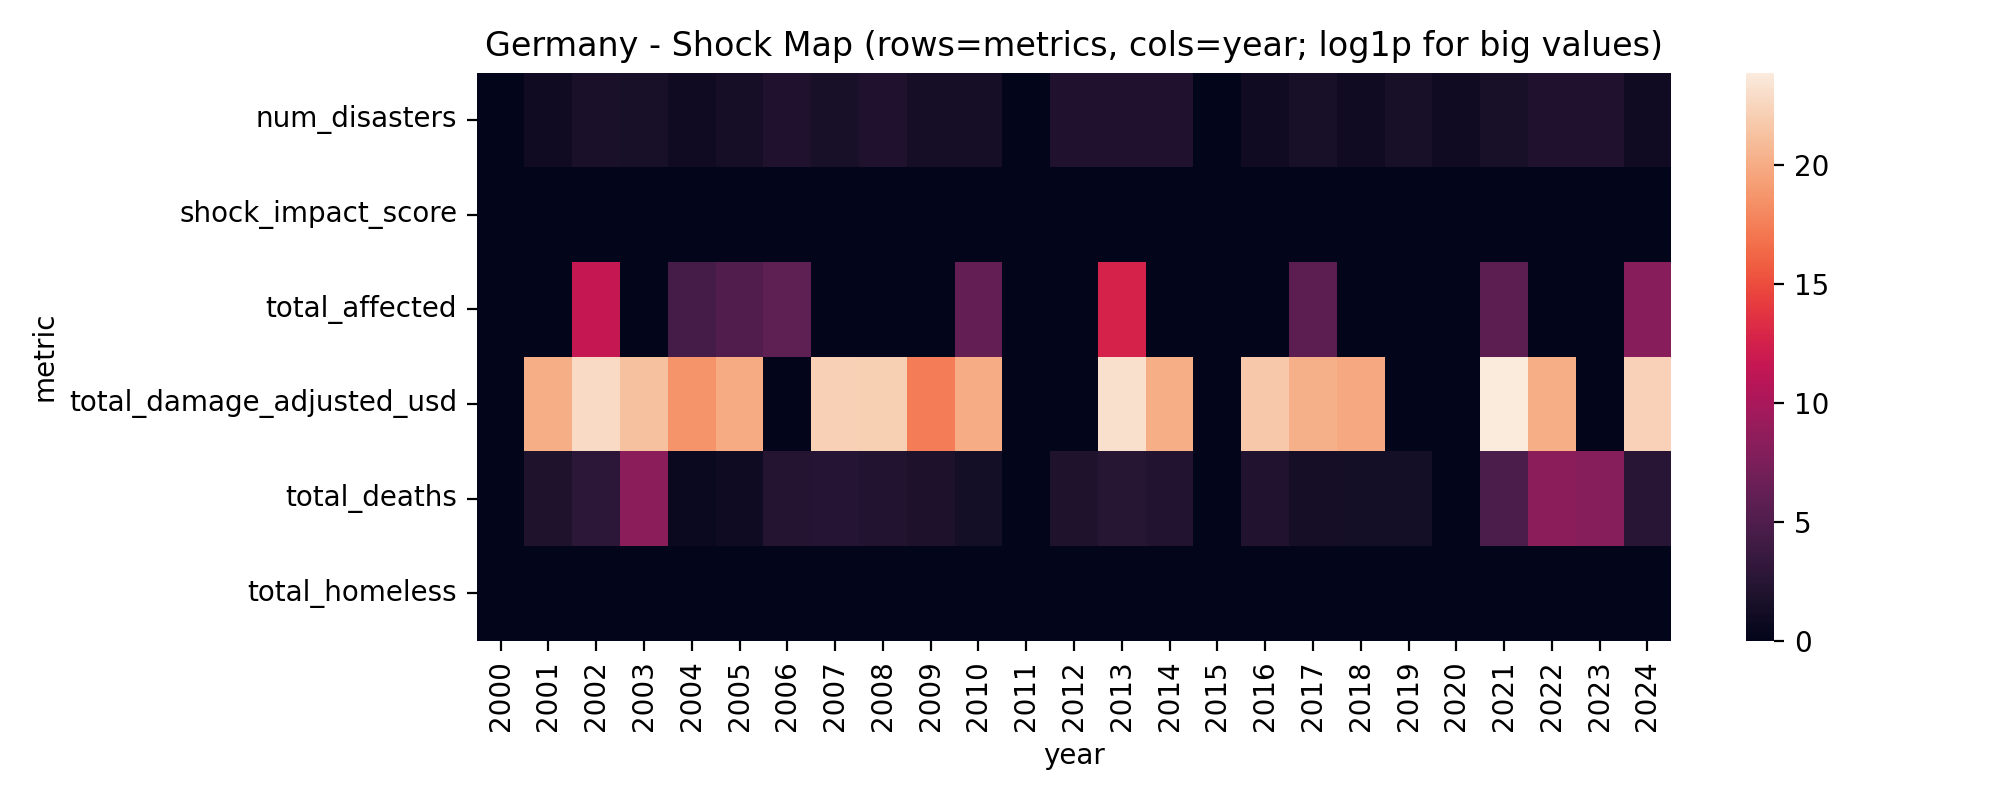 Germany - Shock Map (rows=metrics, cols=year; log1p for big values)
metric
num_disasters
shock_impact_score
total_affected
total_damage_adjusted_usd
total_deaths
total_homeless
2000 2001 2002 2003 2004 2005 2006 2007 2008 2009 2010 2011 2012 2013 2014 2015 2016 2017 2018 2019 2020 2021 2022 2023 2024
year
20
15
10
5
0